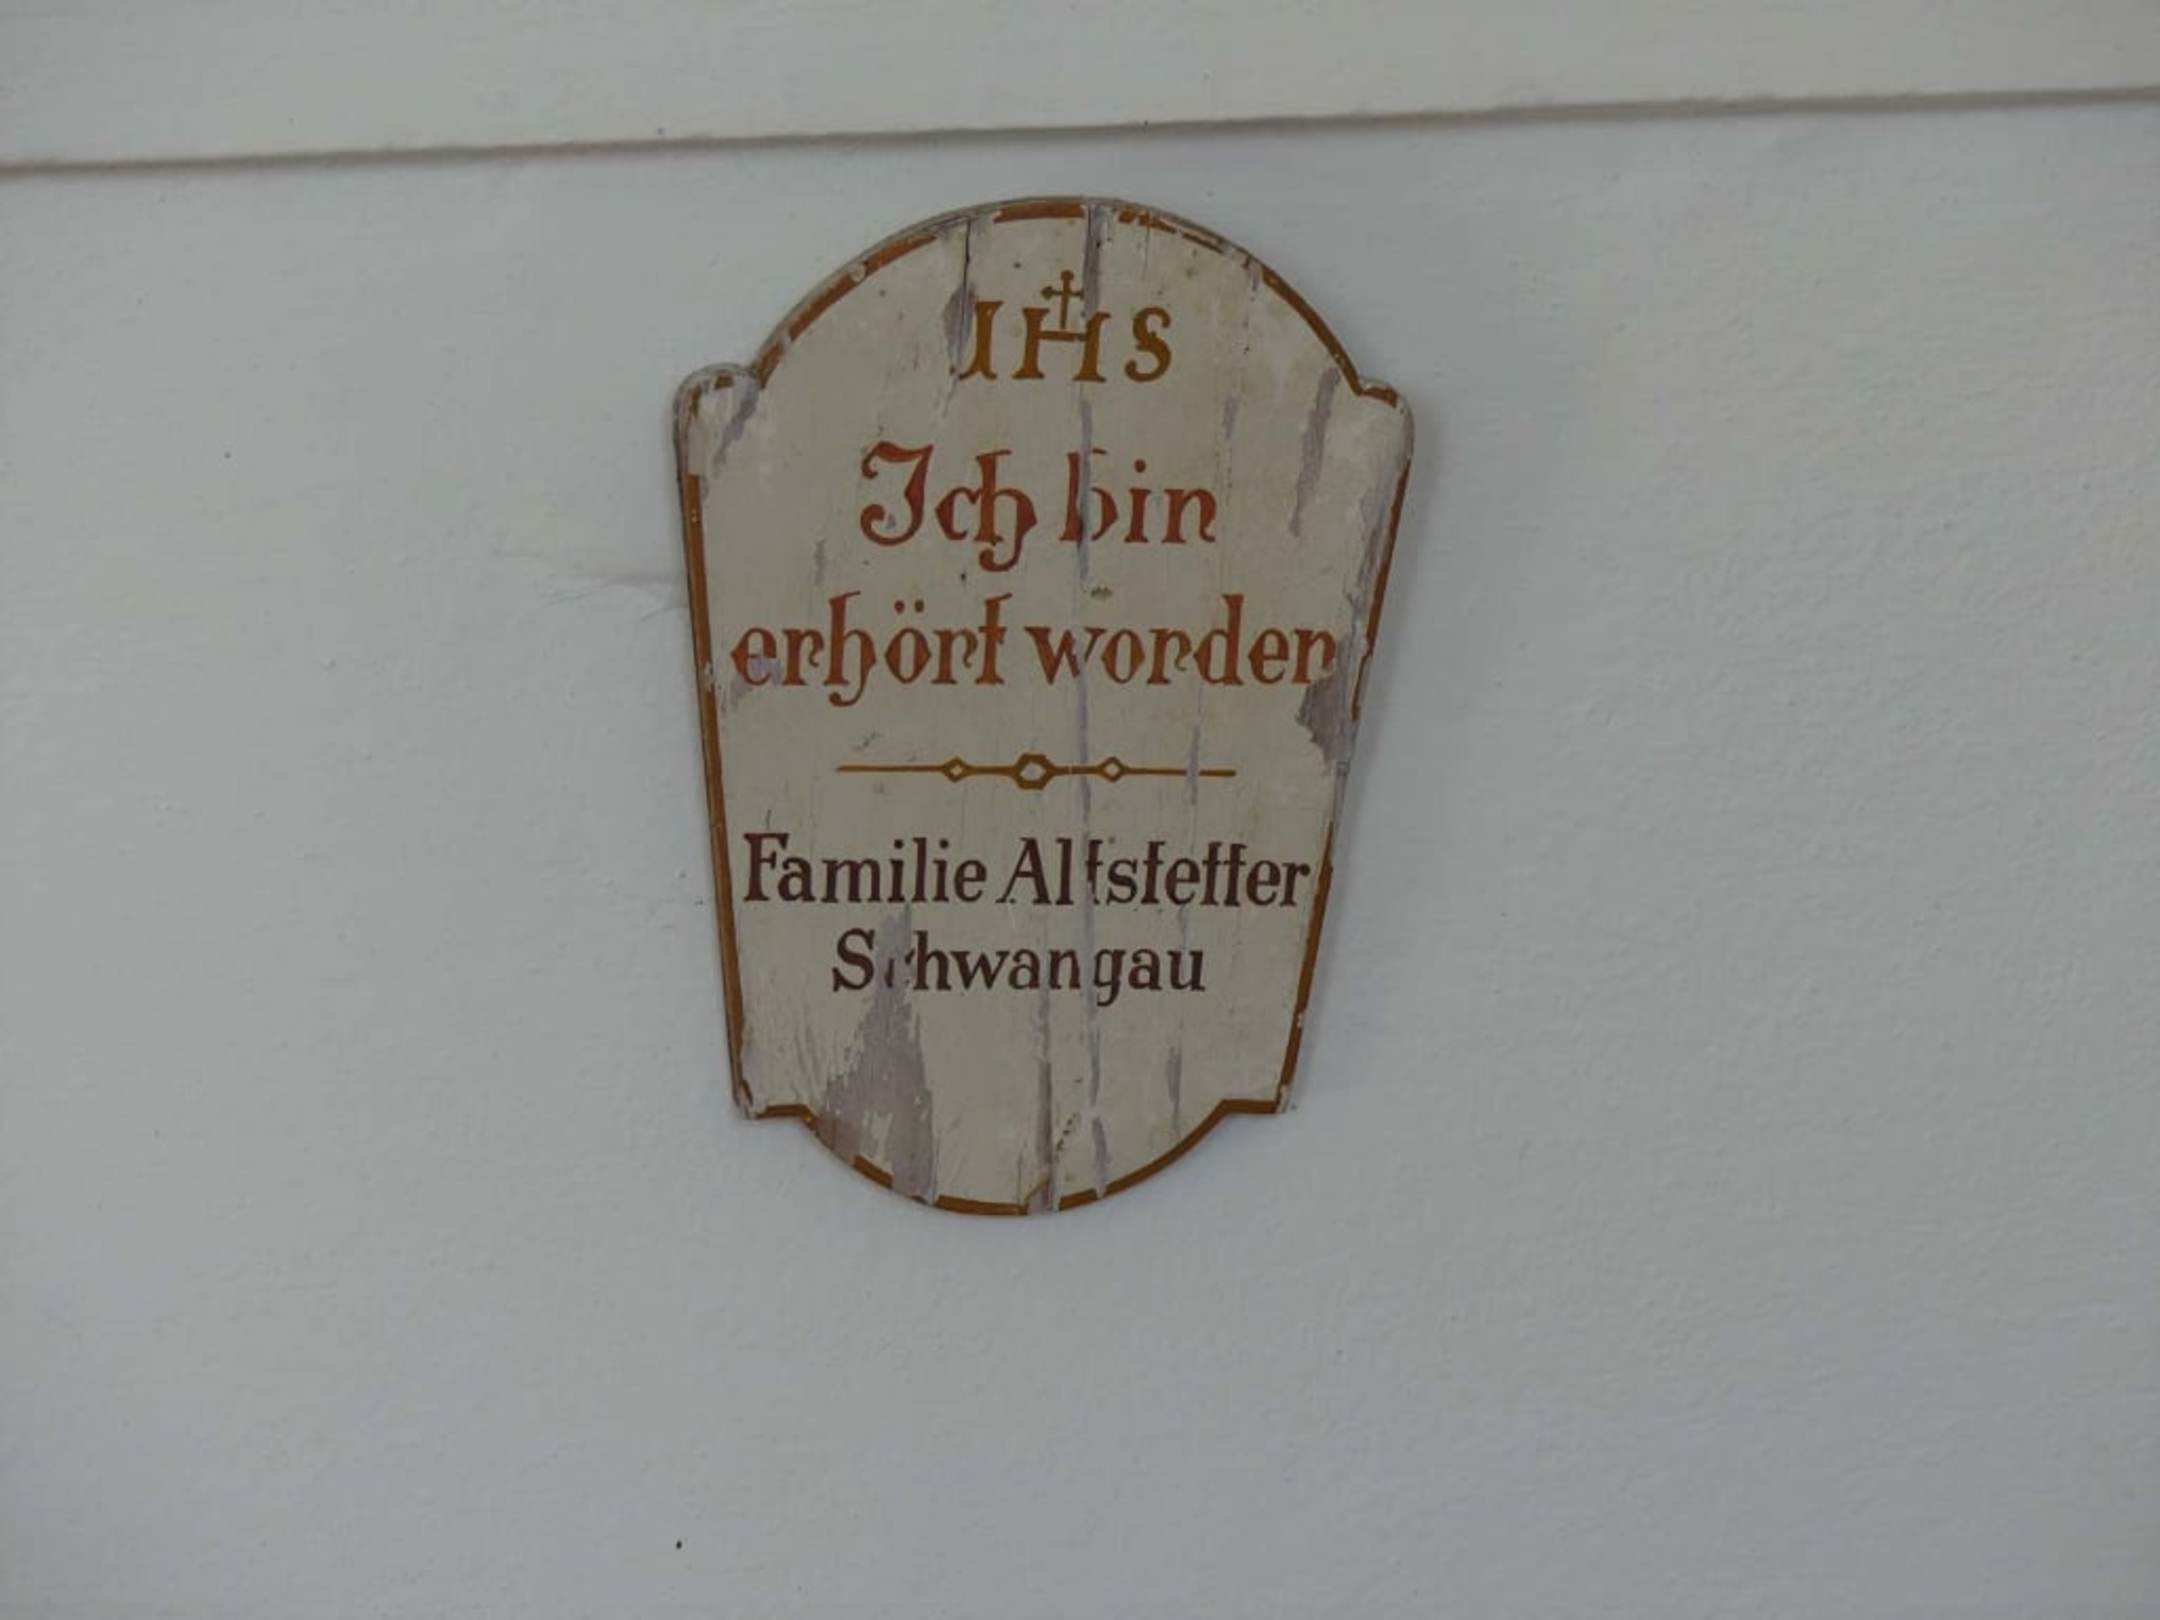 IHS
Ich bin
erhört worden
Familie Altstetter
Schwangau